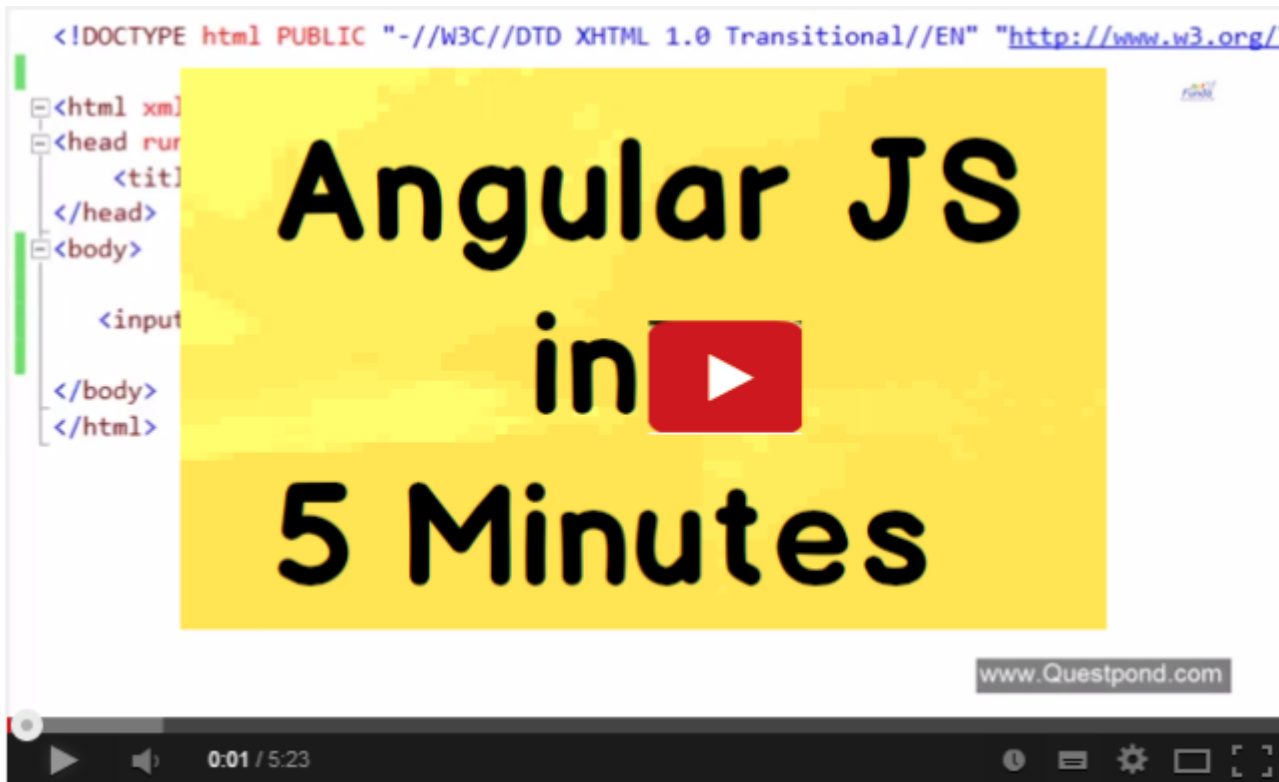 <!DOCTYPE html PUBLIC "-//W3C//DTD XHTML 1.0 Transitional//EN" "http://www.w3.org/
<html xml
<head run
<titl
</head>
<body>
<input
</body>
</html>
Angular JS
in
5 Minutes
www.Questpond.com
0:01 / 5:23